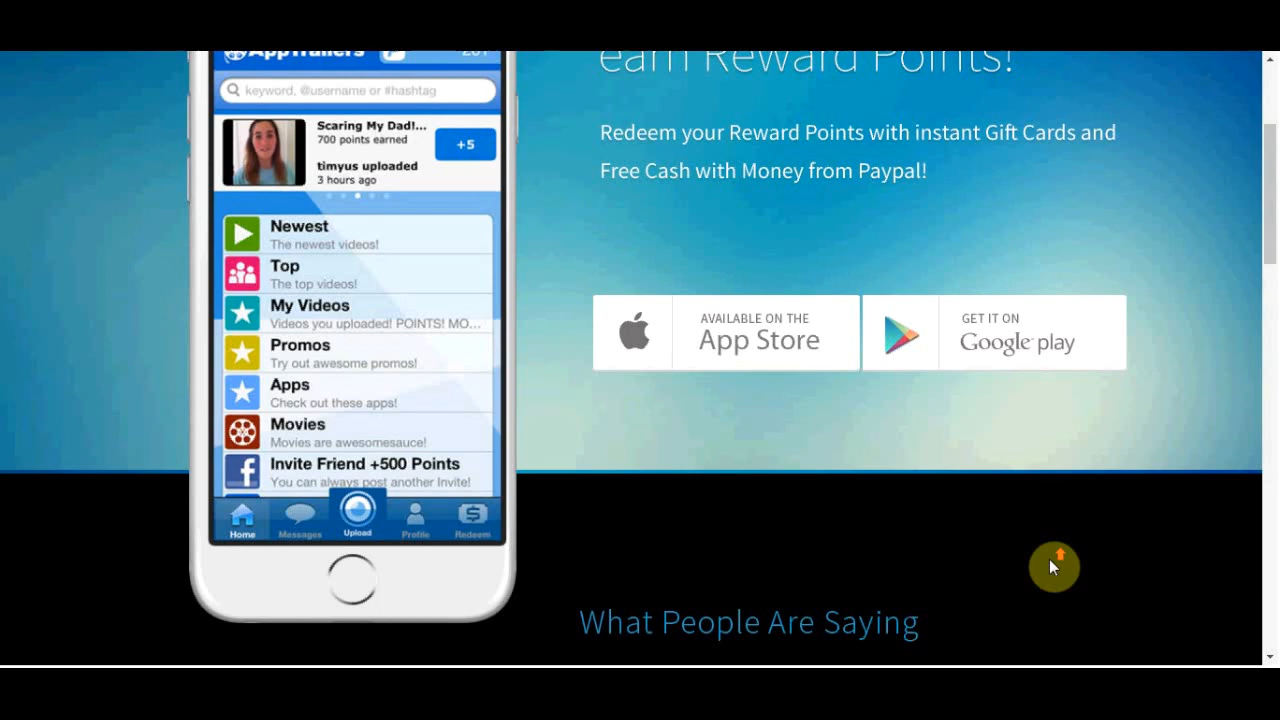 AppTrailers
261
keyword, @username or #hashtag
Scaring My Dad!...
700 points earned
+5
timyus uploaded
3 hours ago
Newest
The newest videos!
Top
The top videos!
My Videos
Videos you uploaded! POINTS! MO...
Promos
Try out awesome promos!
Apps
Check out these apps!
Movies
Movies are awesomesauce!
Invite Friend +500 Points
You can always post another Invite!
Home
Messages
Upload
Profile
Redeem
earn Reward Points!
Redeem your Reward Points with instant Gift Cards and
Free Cash with Money from Paypal!
AVAILABLE ON THE
App Store
GET IT ON
Google play
What People Are Saying